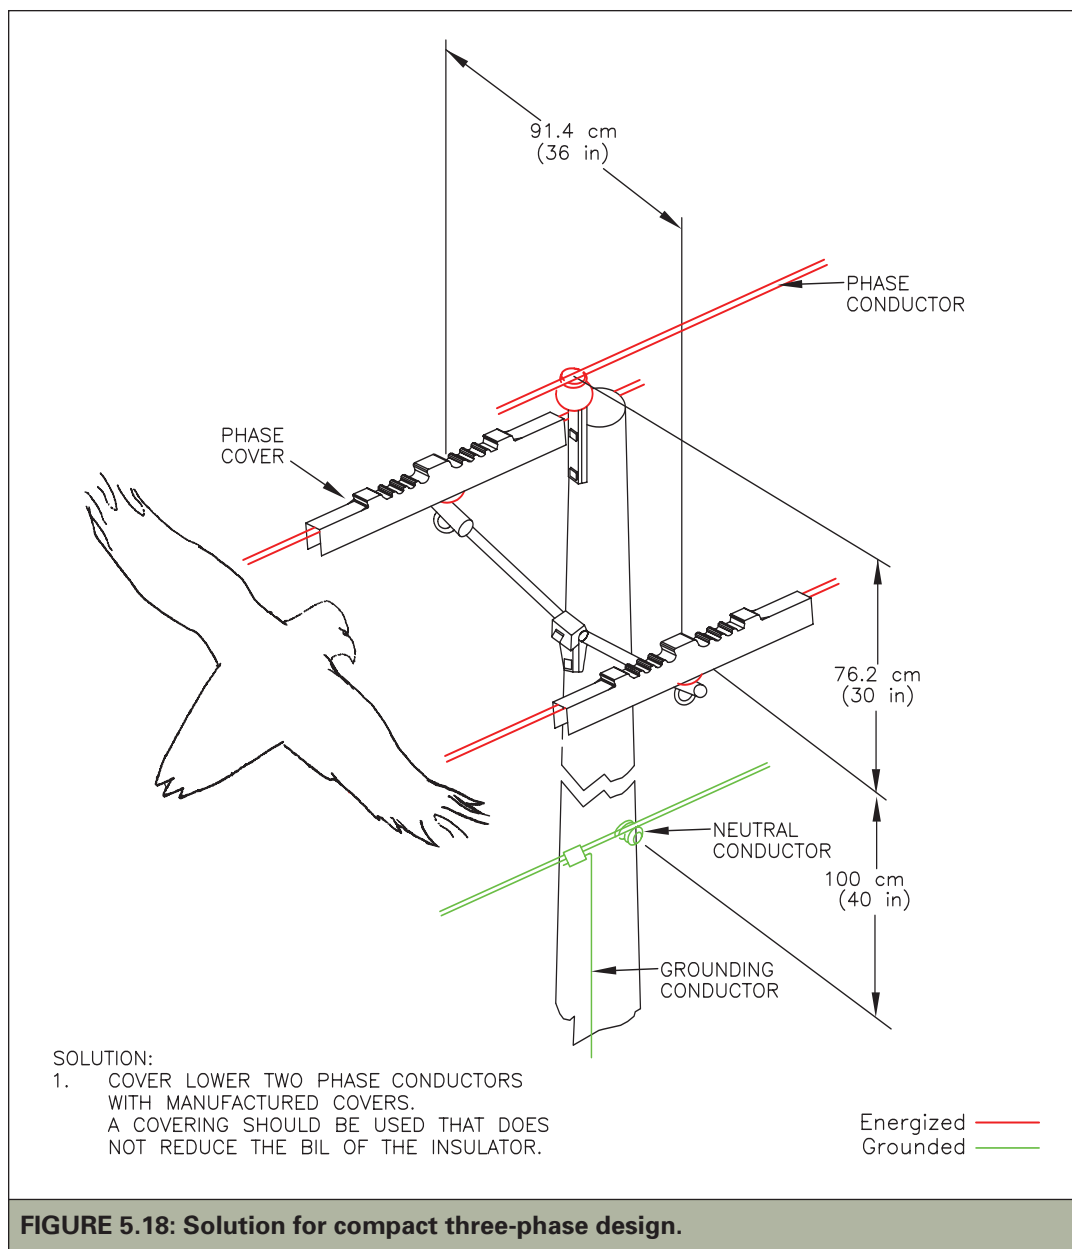 91.4 cm
(36 in)
PHASE
CONDUCTOR
PHASE
COVER
76.2 cm
(30 in)
NEUTRAL
CONDUCTOR
100 cm
(40 in)
GROUNDING
CONDUCTOR
SOLUTION:
1. COVER LOWER TWO PHASE CONDUCTORS
WITH MANUFACTURED COVERS.
A COVERING SHOULD BE USED THAT DOES
NOT REDUCE THE BIL OF THE INSULATOR.
Energized
Grounded
FIGURE 5.18: Solution for compact three-phase design.